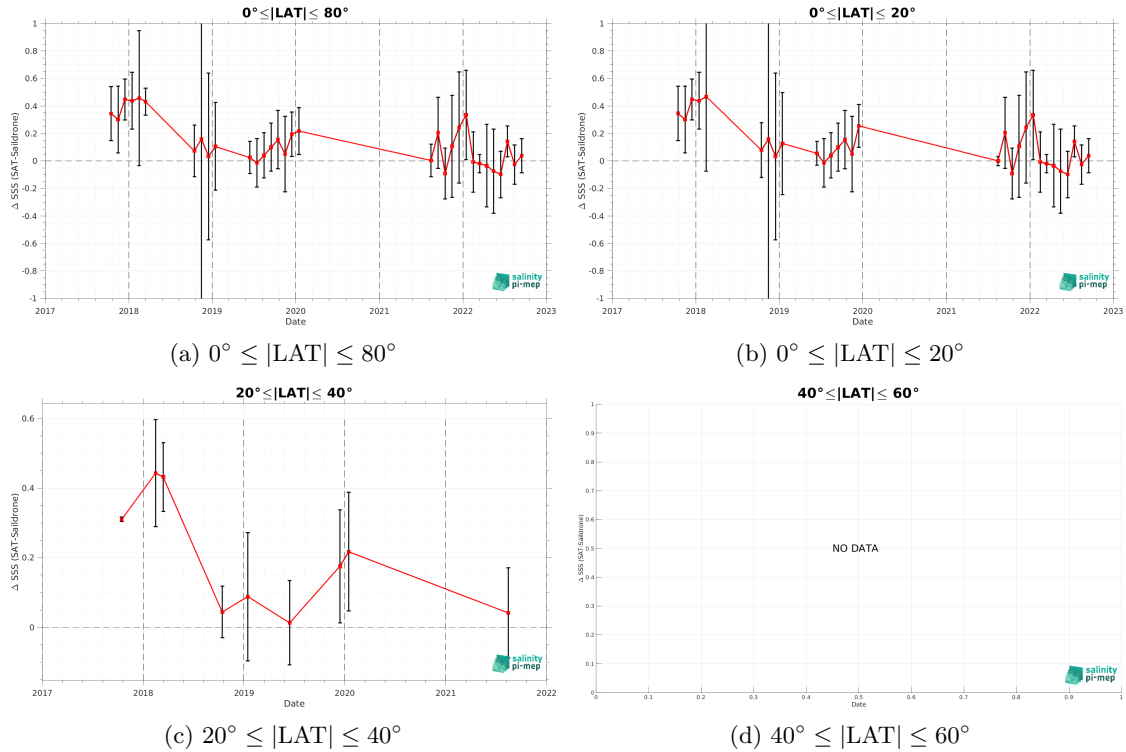 0°≤|LAT|≤ 80°
1
0.8
0.6
0.4
0.2
0
-0.2
-0.4
-0.6
-0.8
-1
Δ SSS (SAT-Saildrone)
2017 2018 2019 2020 2021 2022 2023
Date
salinity
pi-mep
(a) 0° ≤ |LAT| ≤ 80°
0°≤|LAT|≤ 20°
1
0.8
0.6
0.4
0.2
0
-0.2
-0.4
-0.6
-0.8
-1
Δ SSS (SAT-Saildrone)
2017 2018 2019 2020 2021 2022 2023
Date
salinity
pi-mep
(b) 0° ≤ |LAT| ≤ 20°
20°≤|LAT|≤ 40°
0.6
0.4
0.2
0
Δ SSS (SAT-Saildrone)
2017 2018 2019 2020 2021 2022
Date
salinity
pi-mep
(c) 20° ≤ |LAT| ≤ 40°
40°≤|LAT|≤ 60°
1
0.9
0.8
0.7
0.6
0.5
0.4
0.3
0.2
0.1
0
Δ SSS (SAT-Saildrone)
NO DATA
0 0.1 0.2 0.3 0.4 0.5 0.6 0.7 0.8 0.9 1
Date
salinity
pi-mep
(d) 40° ≤ |LAT| ≤ 60°